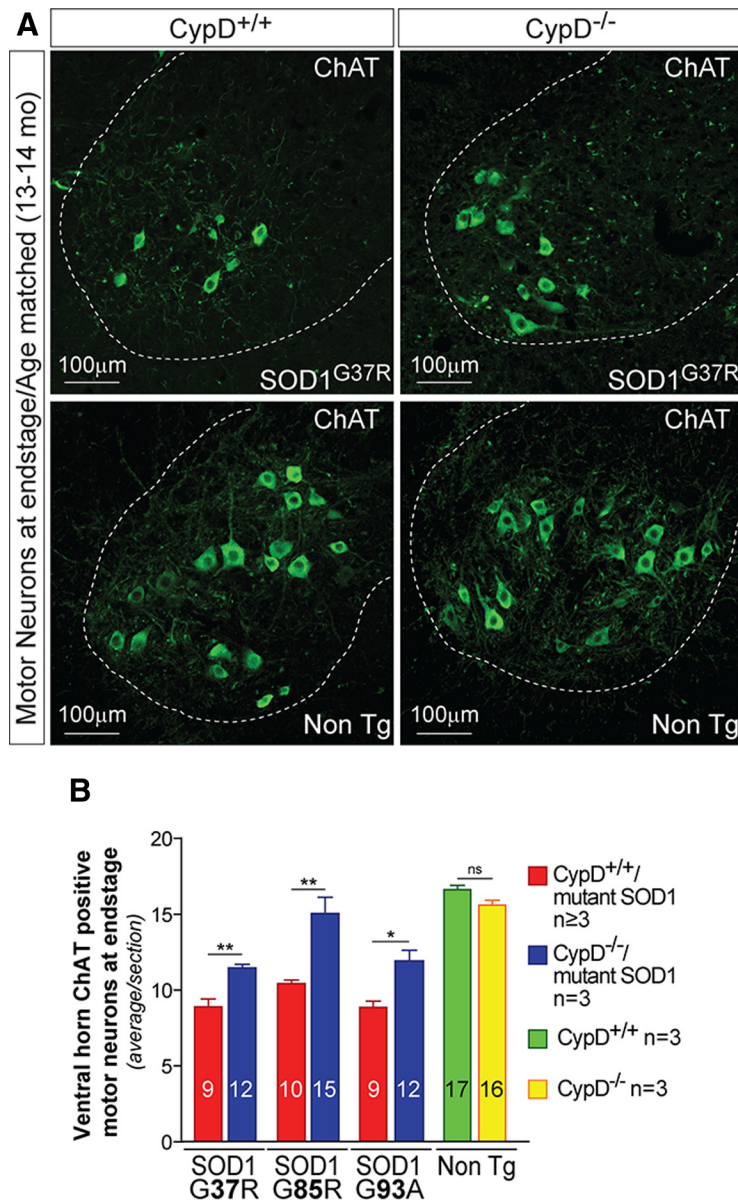 A
CypD+/+
CypD-/-
Motor Neurons at endstage/Age matched (13-14 mo)
ChAT
100µm
SOD1G37R
ChAT
100µm
SOD1G37R
ChAT
100µm
Non Tg
ChAT
100µm
Non Tg
B
Ventral horn ChAT positive
motor neurons at endstage
(average/section)
20
15
10
5
0
**
**
*
ns
9
12
10
15
9
12
17
16
SOD1
G37R
SOD1
G85R
SOD1
G93A
Non Tg
CypD+/+/
mutant SOD1
n≥3
CypD-/-/
mutant SOD1
n=3
CypD+/+ n=3
CypD-/- n=3